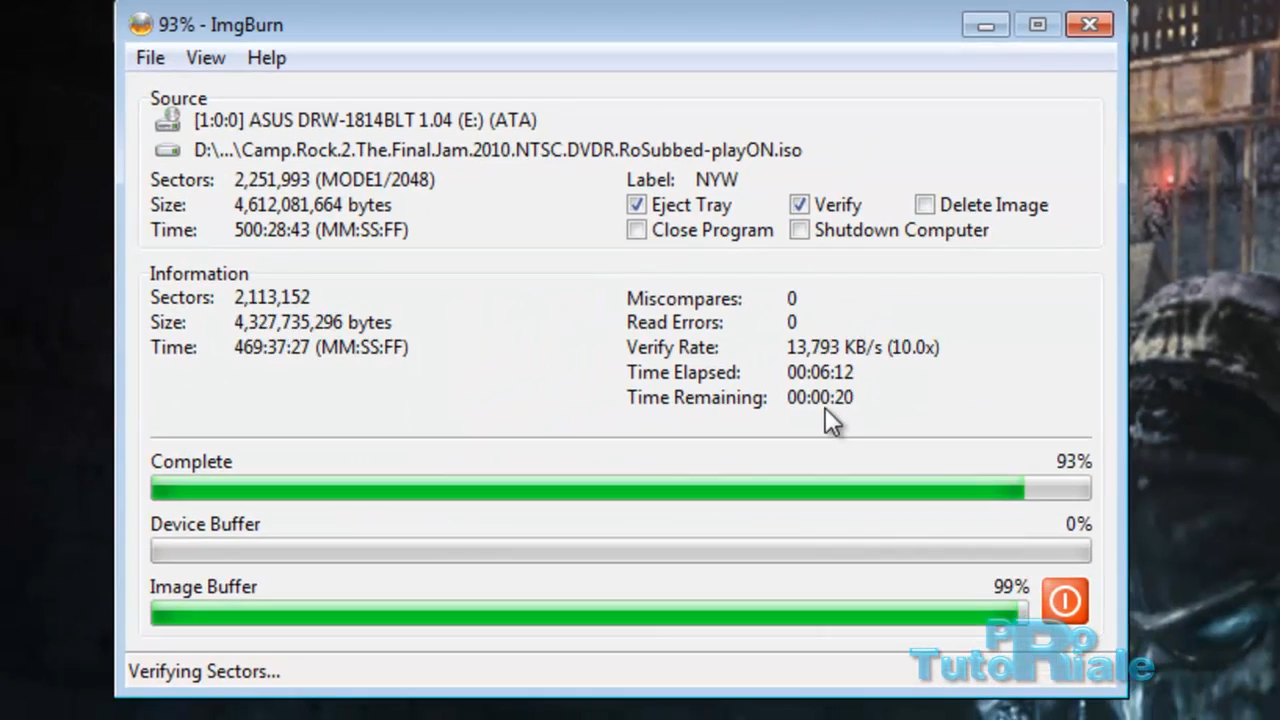 93% - ImgBurn
File View Help
Source
[1:0:0] ASUS DRW-1814BLT 1.04 (E:) (ATA)
D:\...\Camp.Rock.2.The.Final.Jam.2010.NTSC.DVDR.RoSubbed-playON.iso
Sectors: 2,251,993 (MODE1/2048) Label: NYW
Size: 4,612,081,664 bytes Eject Tray Verify Delete Image
Time: 500:28:43 (MM:SS:FF) Close Program Shutdown Computer
Information
Sectors: 2,113,152 Miscompares: 0
Size: 4,327,735,296 bytes Read Errors: 0
Time: 469:37:27 (MM:SS:FF) Verify Rate: 13,793 KB/s (10.0x)
Time Elapsed: 00:06:12
Time Remaining: 00:00:20
Complete 93%
Device Buffer 0%
Image Buffer 99%
Pro
TutoRiale
Verifying Sectors...